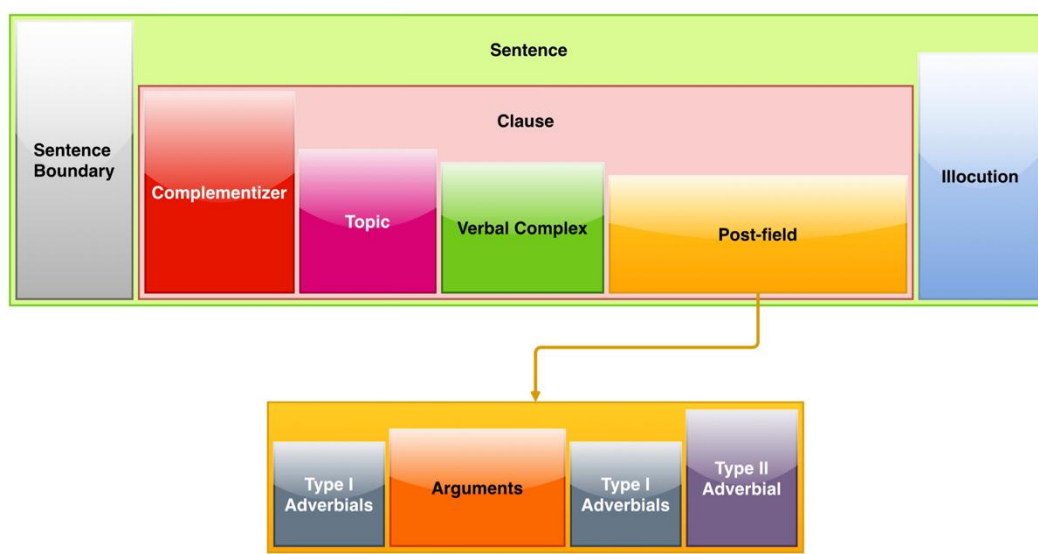 Sentence
Sentence
Boundary
Clause
Complementizer
Topic
Verbal Complex
Post-field
Illocution
Type I
Adverbials
Arguments
Type I
Adverbials
Type II
Adverbial